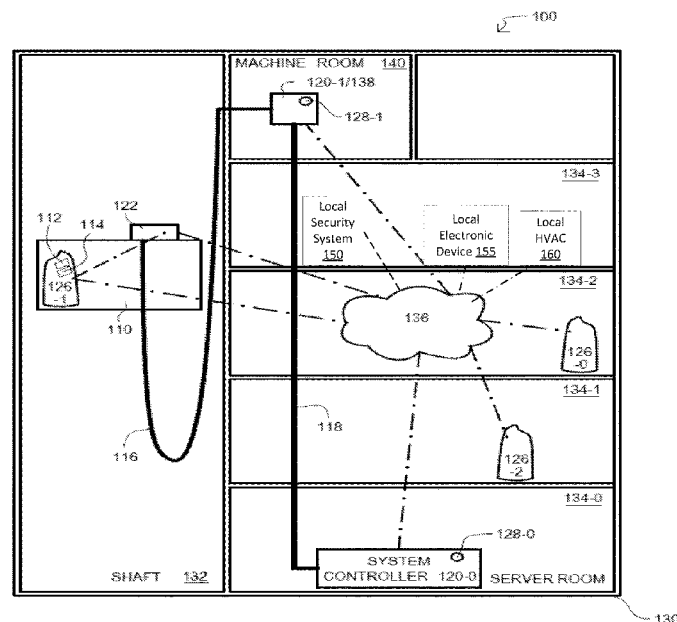 100
MACHINE ROOM 140
120-1/138
128-1
134-3
Local Security System 150
Local Electronic Device 155
Local HVAC 160
122
112
114
126
-1
110
134-2
136
126
-0
134-1
116
118
126
-2
134-0
128-0
SYSTEM
CONTROLLER 120-0
SERVER ROOM
SHAFT 132
130